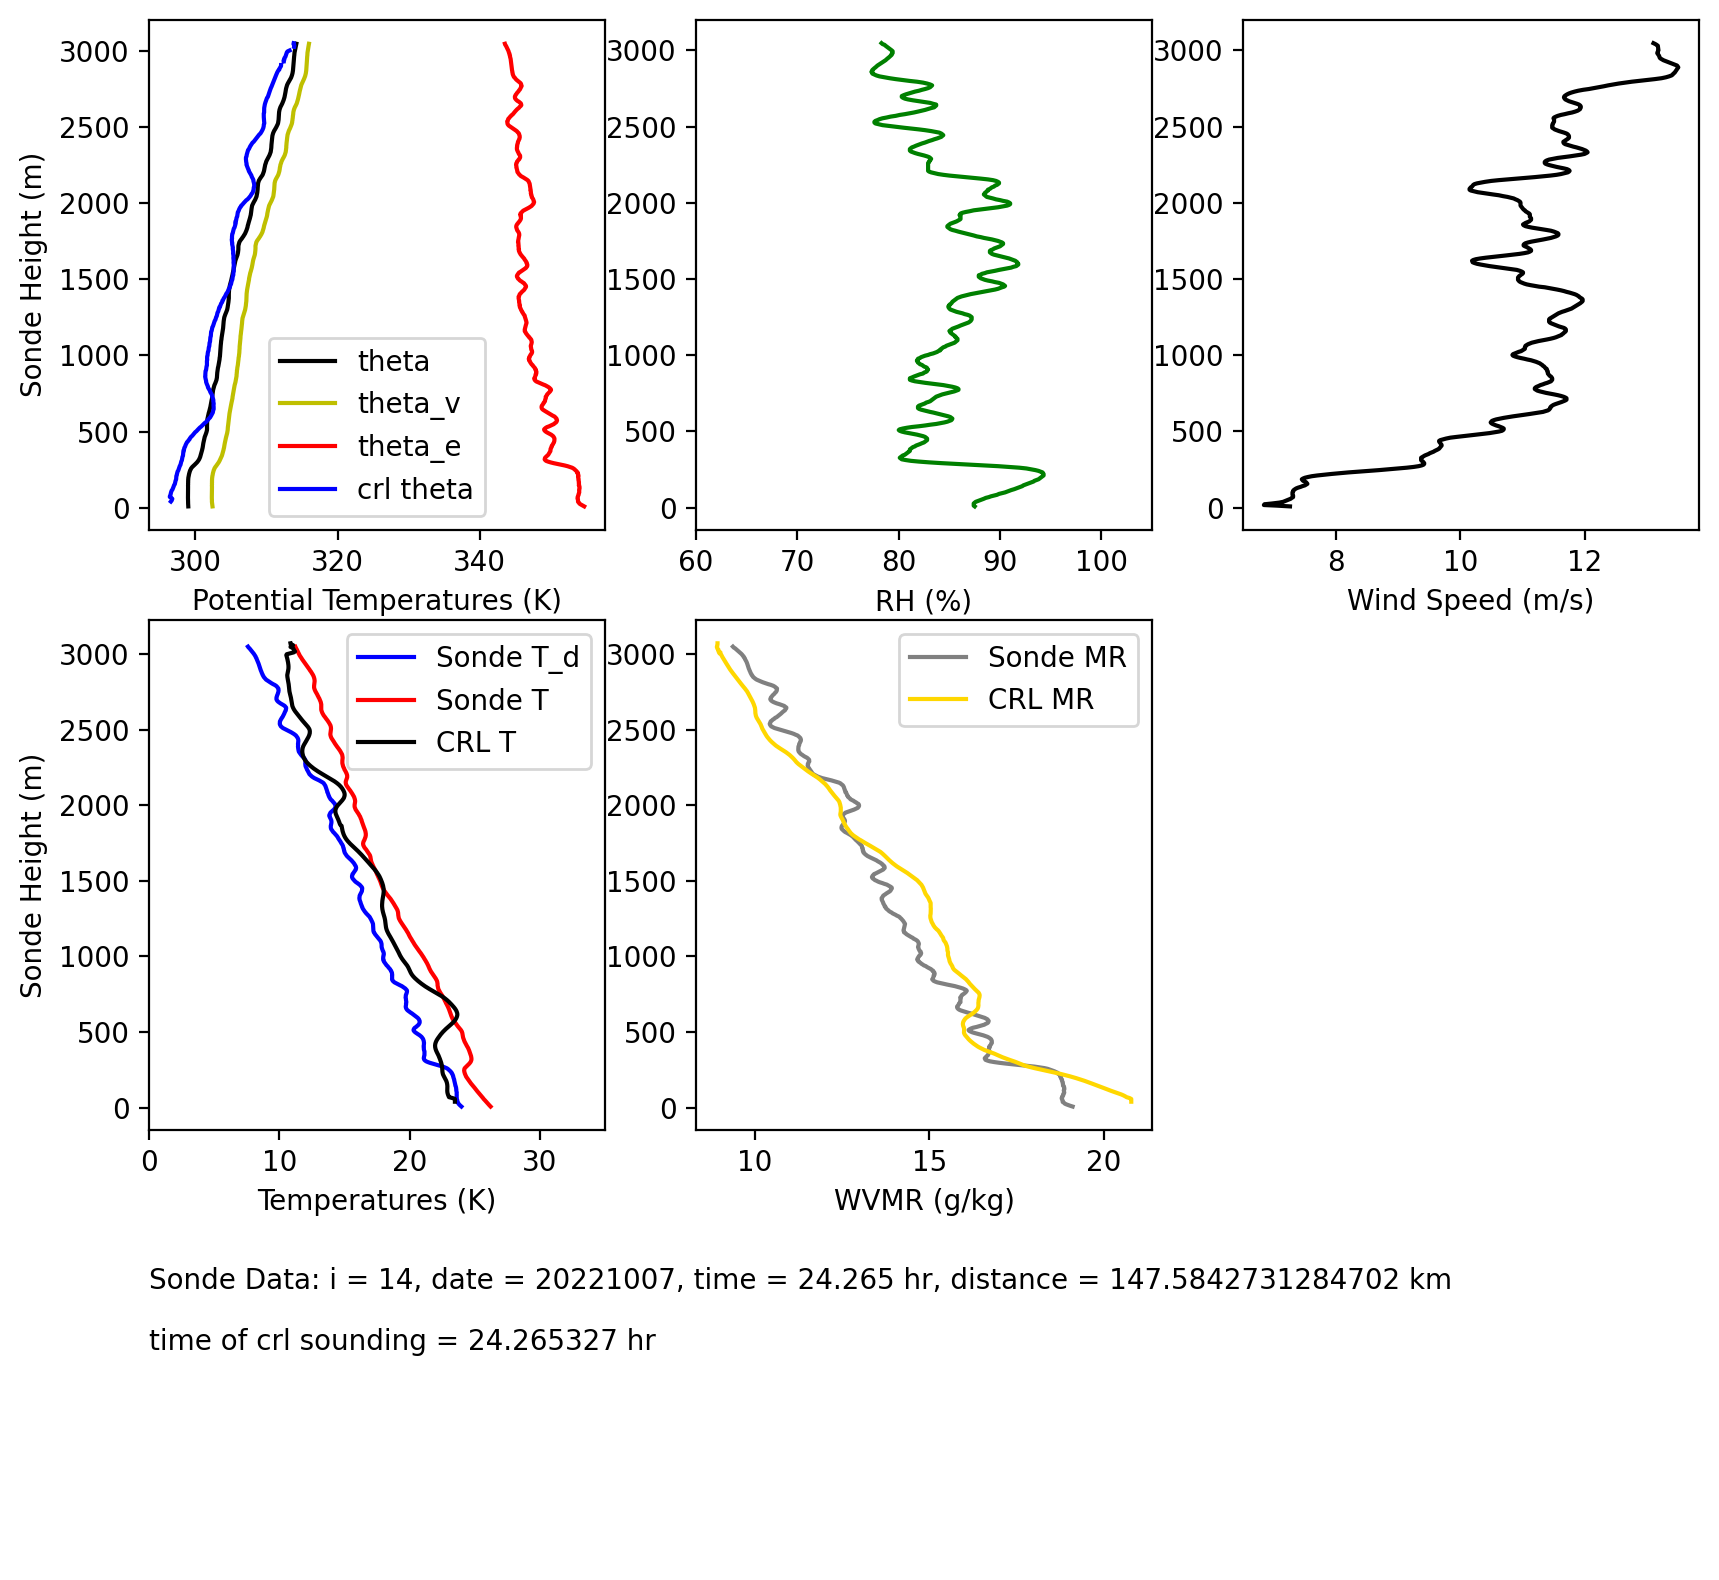 3000
2500
2000
1500
1000
500
0
Sonde Height (m)
300 320 340
Potential Temperatures (K)
theta
theta_v
theta_e
crl theta
3000
2500
2000
1500
1000
500
0
60 70 80 90 100
RH (%)
3000
2500
2000
1500
1000
500
0
8 10 12
Wind Speed (m/s)
3000
2500
2000
1500
1000
500
0
Sonde Height (m)
0 10 20 30
Temperatures (K)
Sonde T_d
Sonde T
CRL T
3000
2500
2000
1500
1000
500
0
10 15 20
WVMR (g/kg)
Sonde MR
CRL MR
Sonde Data: i = 14, date = 20221007, time = 24.265 hr, distance = 147.5842731284702 km
time of crl sounding = 24.265327 hr